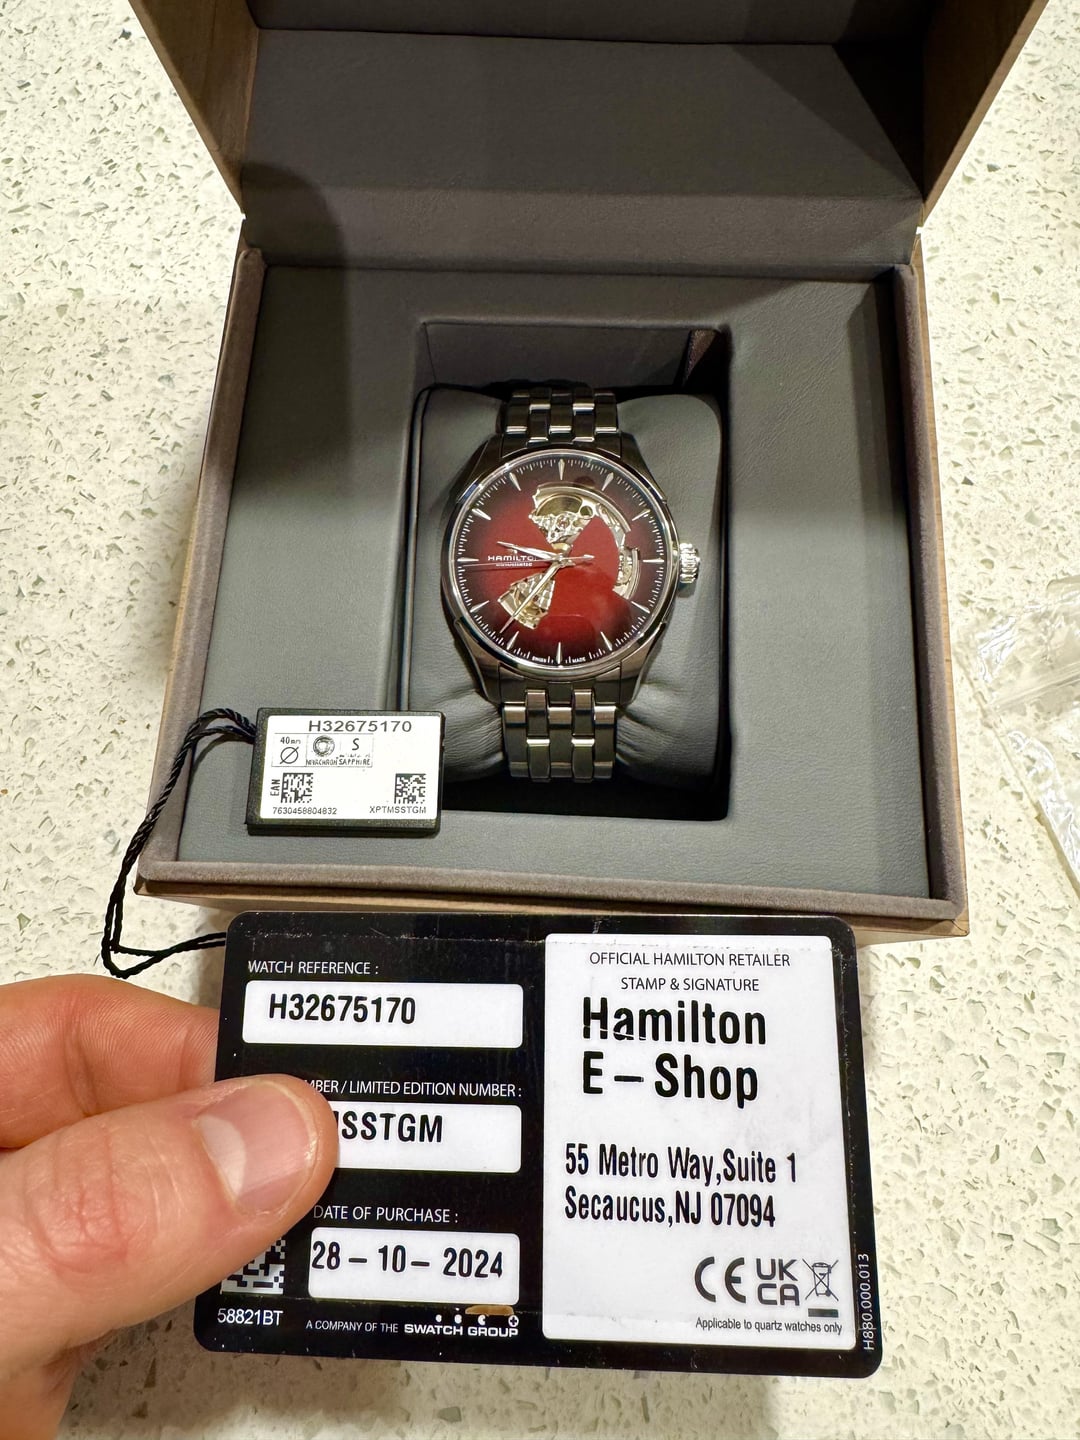 HAMILTON
SWISS MADE
H32675170
40mm
S
NIVACHRON SAPPHIRE
EAN
7630458804832 XPTMSSTGM
WATCH REFERENCE :
H32675170
MBER / LIMITED EDITION NUMBER :
SSTGM
DATE OF PURCHASE :
28-10-2024
58821BT
A COMPANY OF THE SWATCH GROUP
OFFICIAL HAMILTON RETAILER
STAMP & SIGNATURE
Hamilton
E-Shop
55 Metro Way,Suite 1
Secaucus,NJ 07094
CE UK
CA
Applicable to quartz watches only
H880.000.013